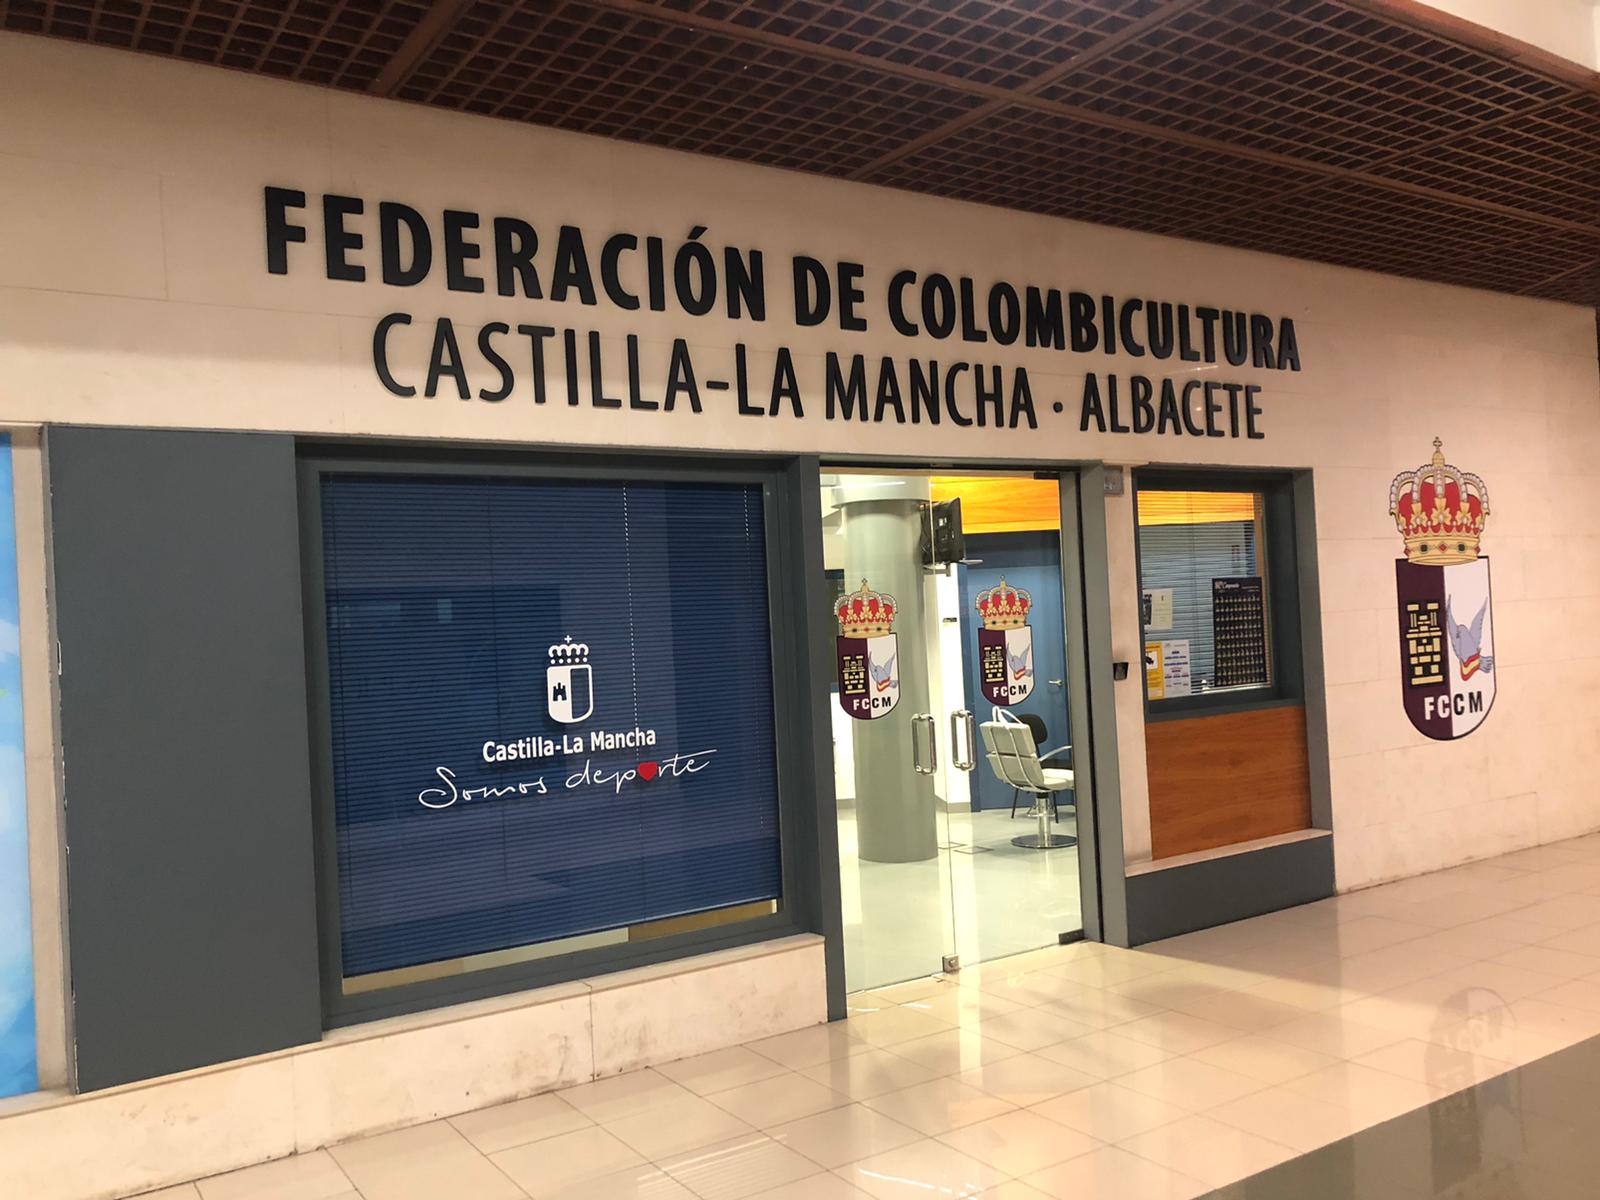 FEDERACIÓN DE COLOMBICULTURA
CASTILLA-LA MANCHA · ALBACETE
Castilla-La Mancha
Somos deporte
FCCM
FCCM
FCCM